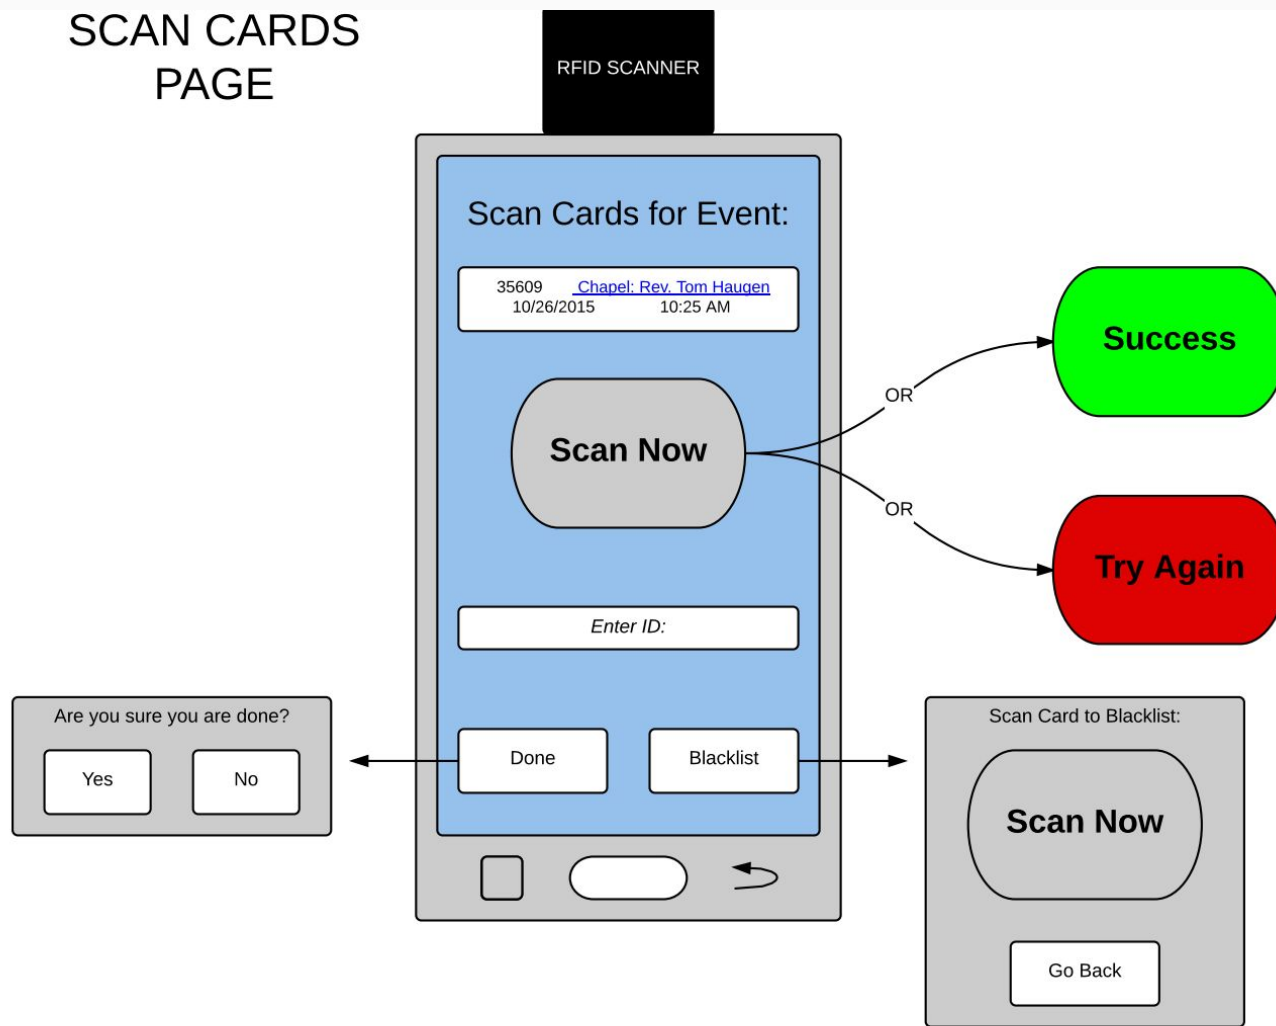 SCAN CARDS
PAGE
RFID SCANNER
Scan Cards for Event:
35609 Chapel: Rev. Tom Haugen
10/26/2015 10:25 AM
Success
OR
Scan Now
OR
Try Again
Enter ID:
Are you sure you are done?
Yes No
Done Blacklist
Scan Card to Blacklist:
Scan Now
Go Back